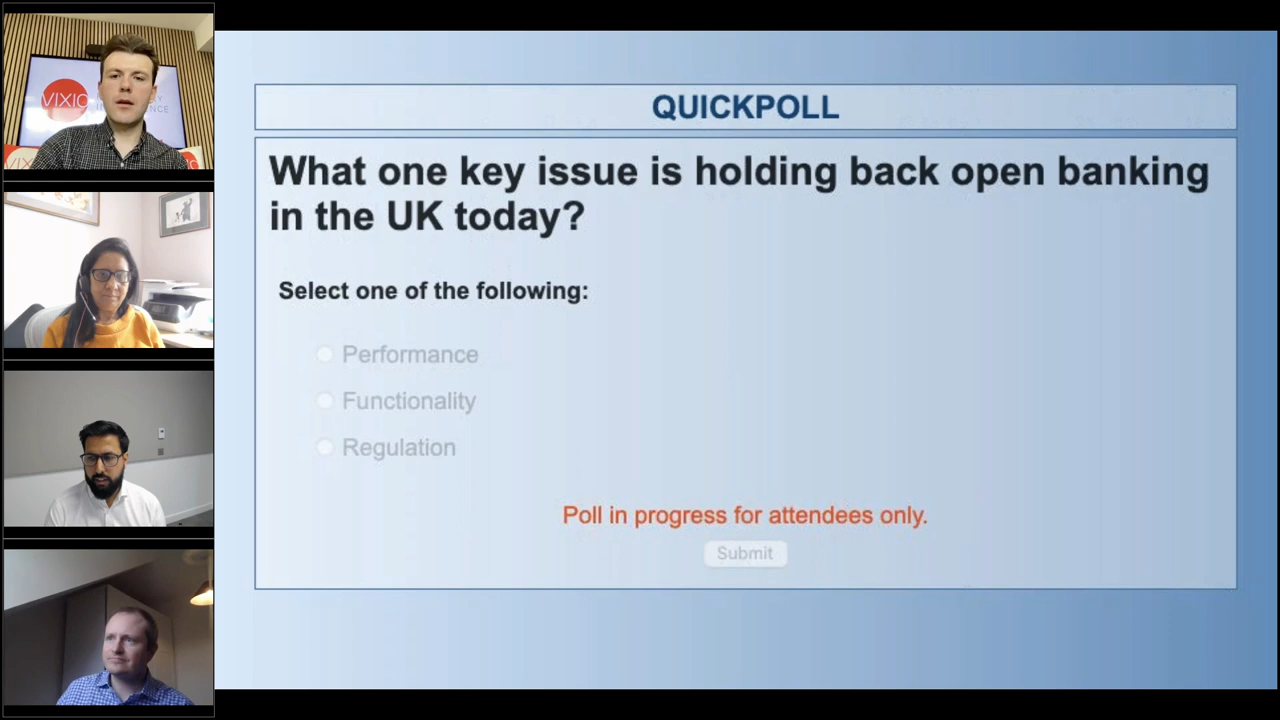 VIXIO
QUICKPOLL
What one key issue is holding back open banking
in the UK today?
Select one of the following:
Performance
Functionality
Regulation
Poll in progress for attendees only.
Submit